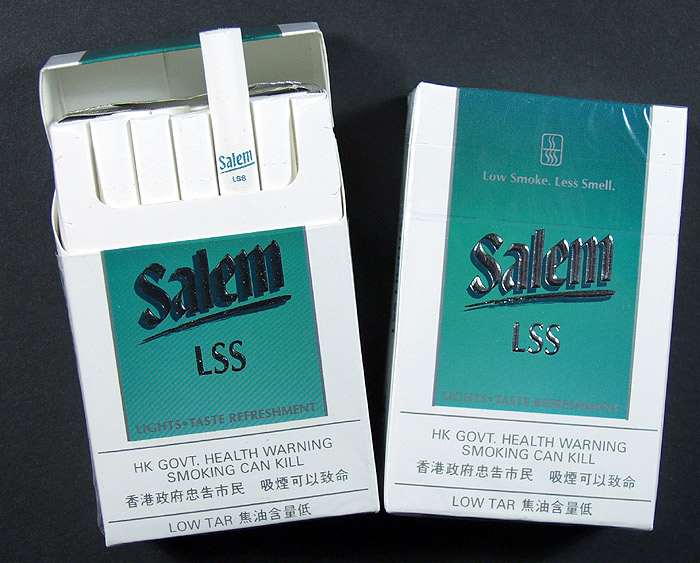 Salem
LSS
Salem
LSS
LIGHTS•TASTE REFRESHMENT
HK GOVT. HEALTH WARNING
SMOKING CAN KILL
香港政府忠告市民 吸煙可以致命
LOW TAR 焦油含量低
Low Smoke. Less Smell.
Salem
LSS
LIGHTS•TASTE REFRESHMENT
HK GOVT. HEALTH WARNING
SMOKING CAN KILL
香港政府忠告市民 吸煙可以致命
LOW TAR 焦油含量低